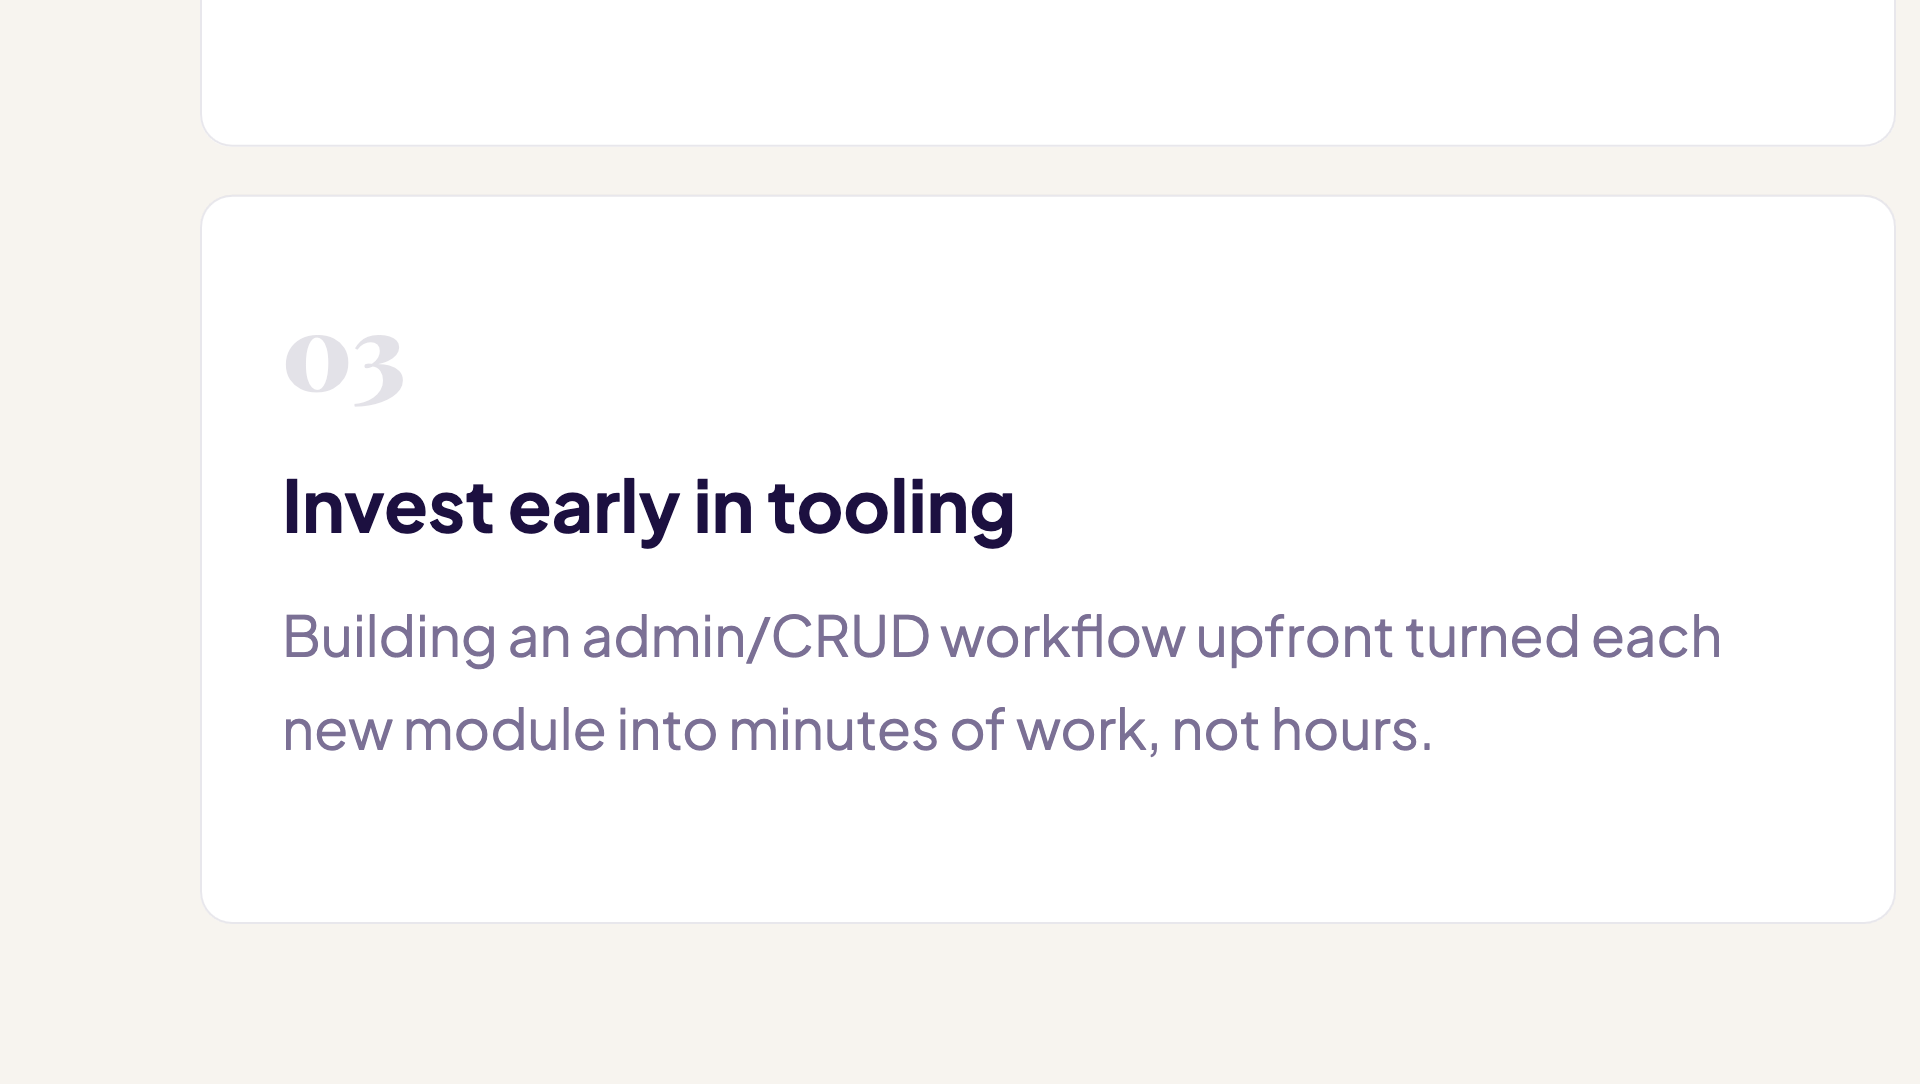 03
Invest early in tooling
Building an admin/CRUD workflow upfront turned each
new module into minutes of work, not hours.